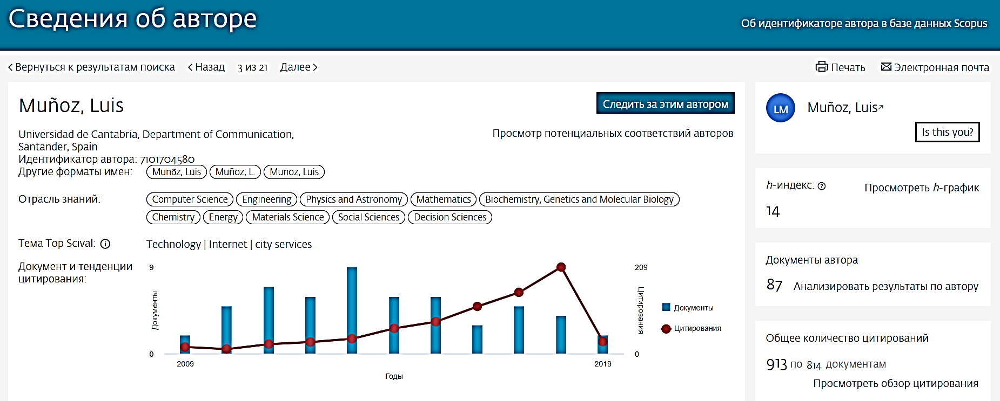 Сведения об авторе
Об идентификаторе автора в базе данных Scopus
Вернуться к результатам поиска Назад 3 из 21 Далее
Печать Электронная почта
Muñoz, Luis
Следить за этим автором
Universidad de Cantabria, Department of Communication,
Santander, Spain
Просмотр потенциальных соответствий авторов
Идентификатор автора: 7101704580
Другие форматы имен: Munõz, Luis Muñoz, L. Munoz, Luis
Отрасль знаний: Computer Science Engineering Physics and Astronomy Mathematics Biochemistry, Genetics and Molecular Biology
Chemistry Energy Materials Science Social Sciences Decision Sciences
Тема Top Scival: Technology | Internet | city services
Документ и тенденции
цитирования:
9
209
Документы
Цитирования
0
0
2009
2019
Годы
Документы
Цитирования
LM
Muñoz, Luis
Is this you?
h-индекс: Просмотреть h-график
14
Документы автора
87 Анализировать результаты по автору
Общее количество цитирований
913 по 814 документам
Просмотреть обзор цитирования